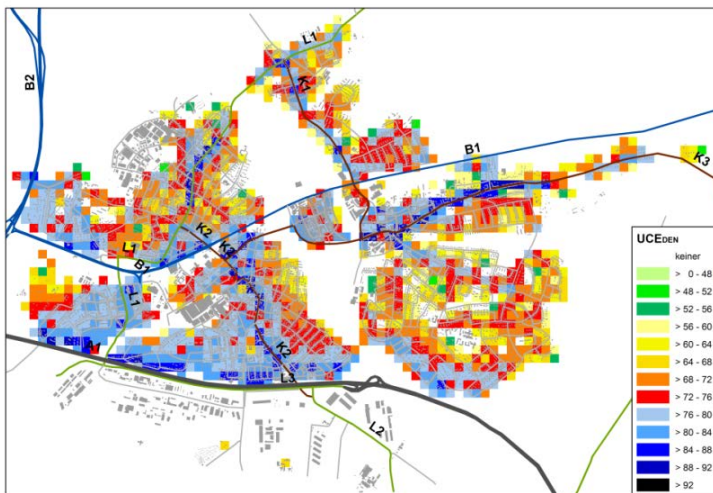 L1
B2
K1
B1
K3
K2
L1
B1
L1
A1
K2
L3
L2
UCEDEN
keiner
> 0 - 48
> 48 - 52
> 52 - 56
> 56 - 60
> 60 - 64
> 64 - 68
> 68 - 72
> 72 - 76
> 76 - 80
> 80 - 84
> 84 - 88
> 88 - 92
> 92